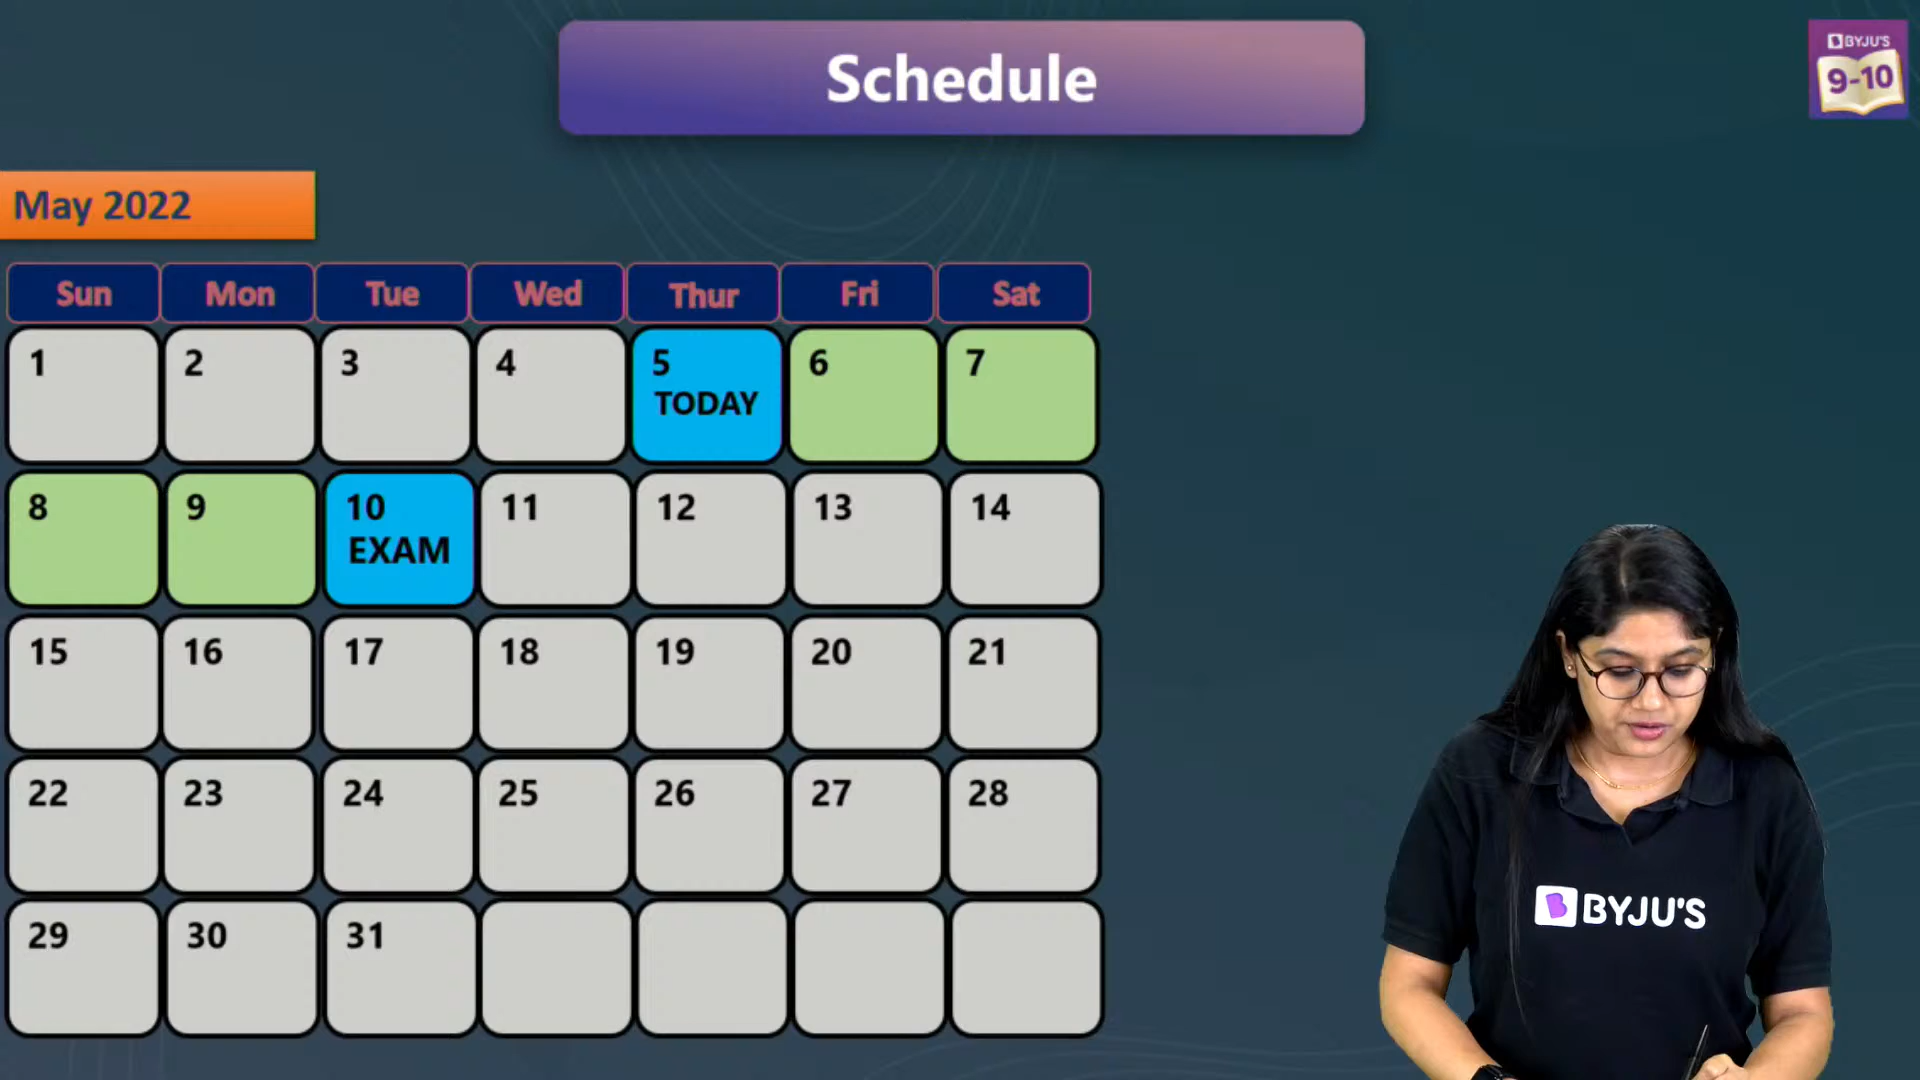 Schedule
BYJU'S
9-10
May 2022
Sun Mon Tue Wed Thur Fri Sat
1 2 3 4 5 6 7
TODAY
8 9 10 11 12 13 14
EXAM
15 16 17 18 19 20 21
22 23 24 25 26 27 28
29 30 31
BYJU'S